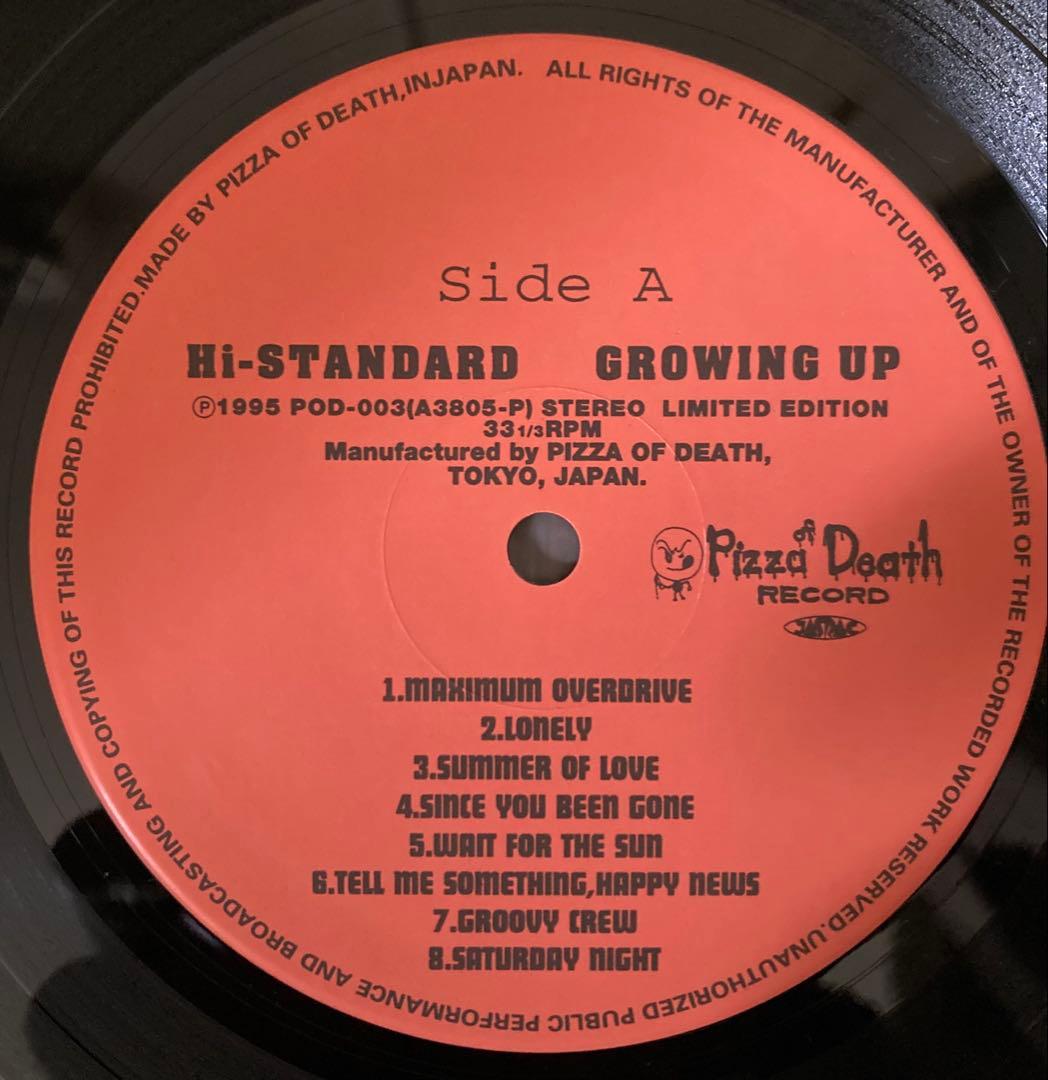 MADE BY PIZZA OF DEATH,INJAPAN. ALL RIGHTS OF THE MANUFACTURER AND OF THE OWNER OF THE RECORDED WORK RESERVED.UNAUTHORIZED PUBLIC PERFORMANCE AND BROADCASTING AND COPYING OF THIS RECORD PROHIBITED.
Side A
Hi-STANDARD GROWING UP
Ⓟ1995 POD-003(A3805-P) STEREO LIMITED EDITION
33 1/3RPM
Manufactured by PIZZA OF DEATH,
TOKYO, JAPAN.
Pizza of Death
RECORD
1.MAXIMUM OVERDRIVE
2.LONELY
3.SUMMER OF LOVE
4.SINCE YOU BEEN GONE
5.WAIT FOR THE SUN
6.TELL ME SOMETHING,HAPPY NEWS
7.GROOVY CREW
8.SATURDAY NIGHT